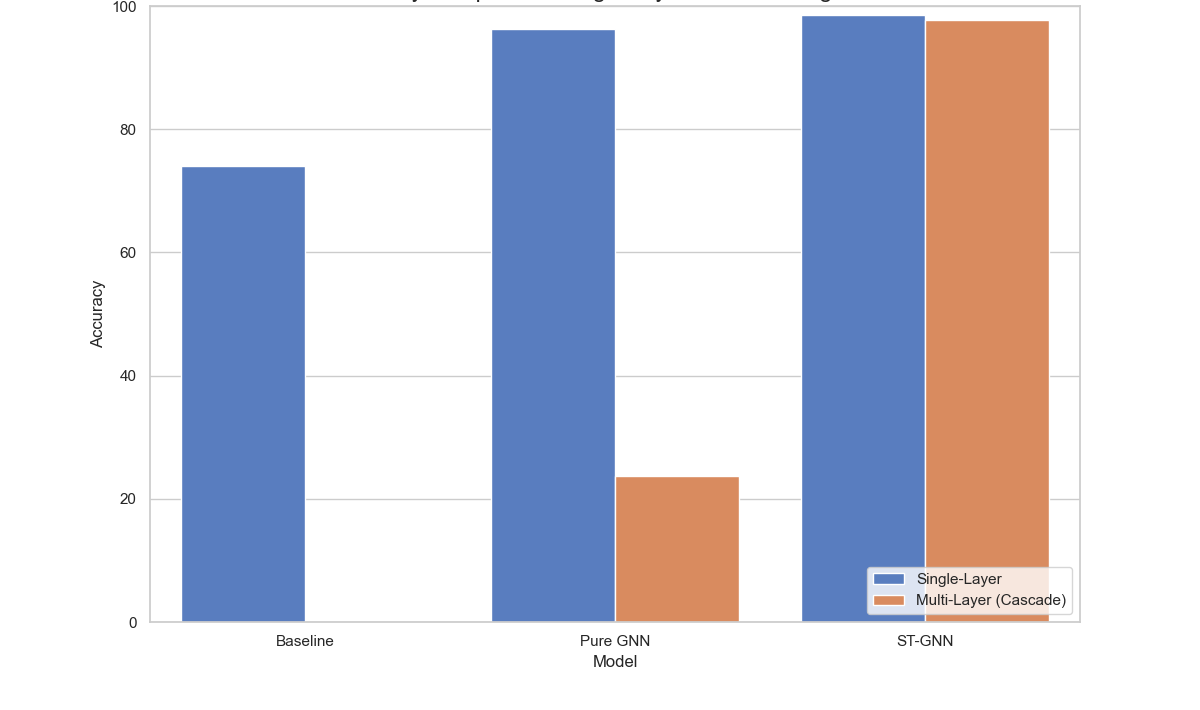 100
80
60
40
20
0
Accuracy
Baseline
Pure GNN
ST-GNN
Model
Single-Layer
Multi-Layer (Cascade)